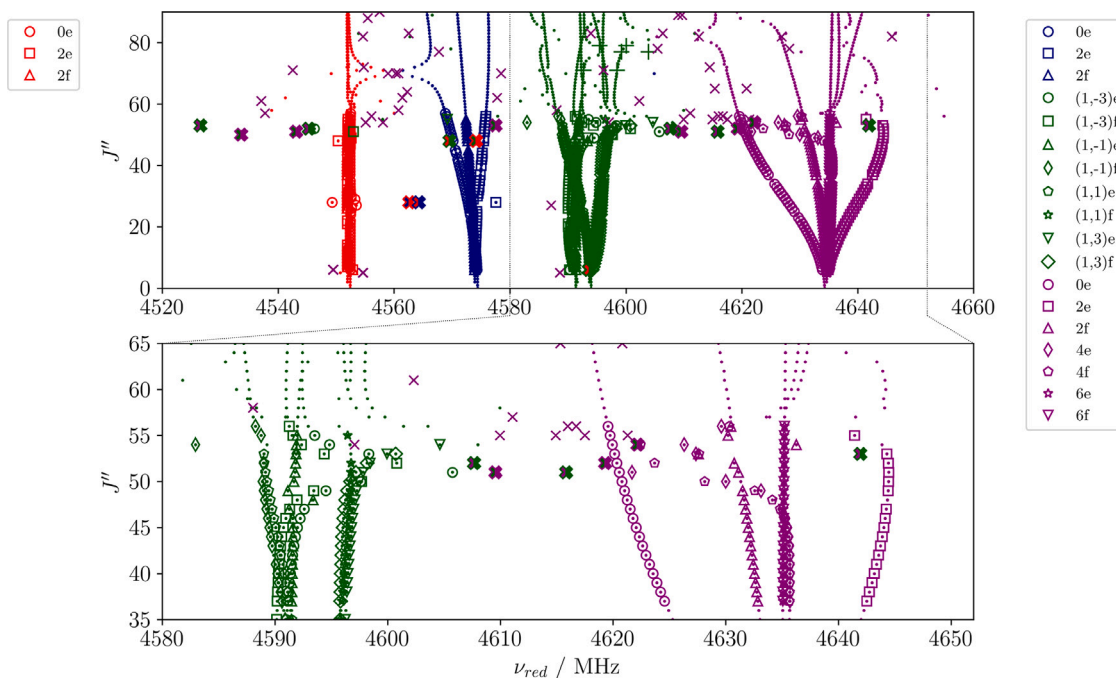 0e
2e
2f
J″
80
60
40
20
0
4520
4540
4560
4580
4600
4620
4640
4660
0e
2e
2f
(1,-3)e
(1,-3)f
(1,-1)e
(1,-1)f
(1,1)e
(1,1)f
(1,3)e
(1,3)f
0e
2e
2f
4e
4f
6e
6f
J″
65
60
55
50
45
40
35
4580
4590
4600
4610
4620
4630
4640
4650
ν_red / MHz